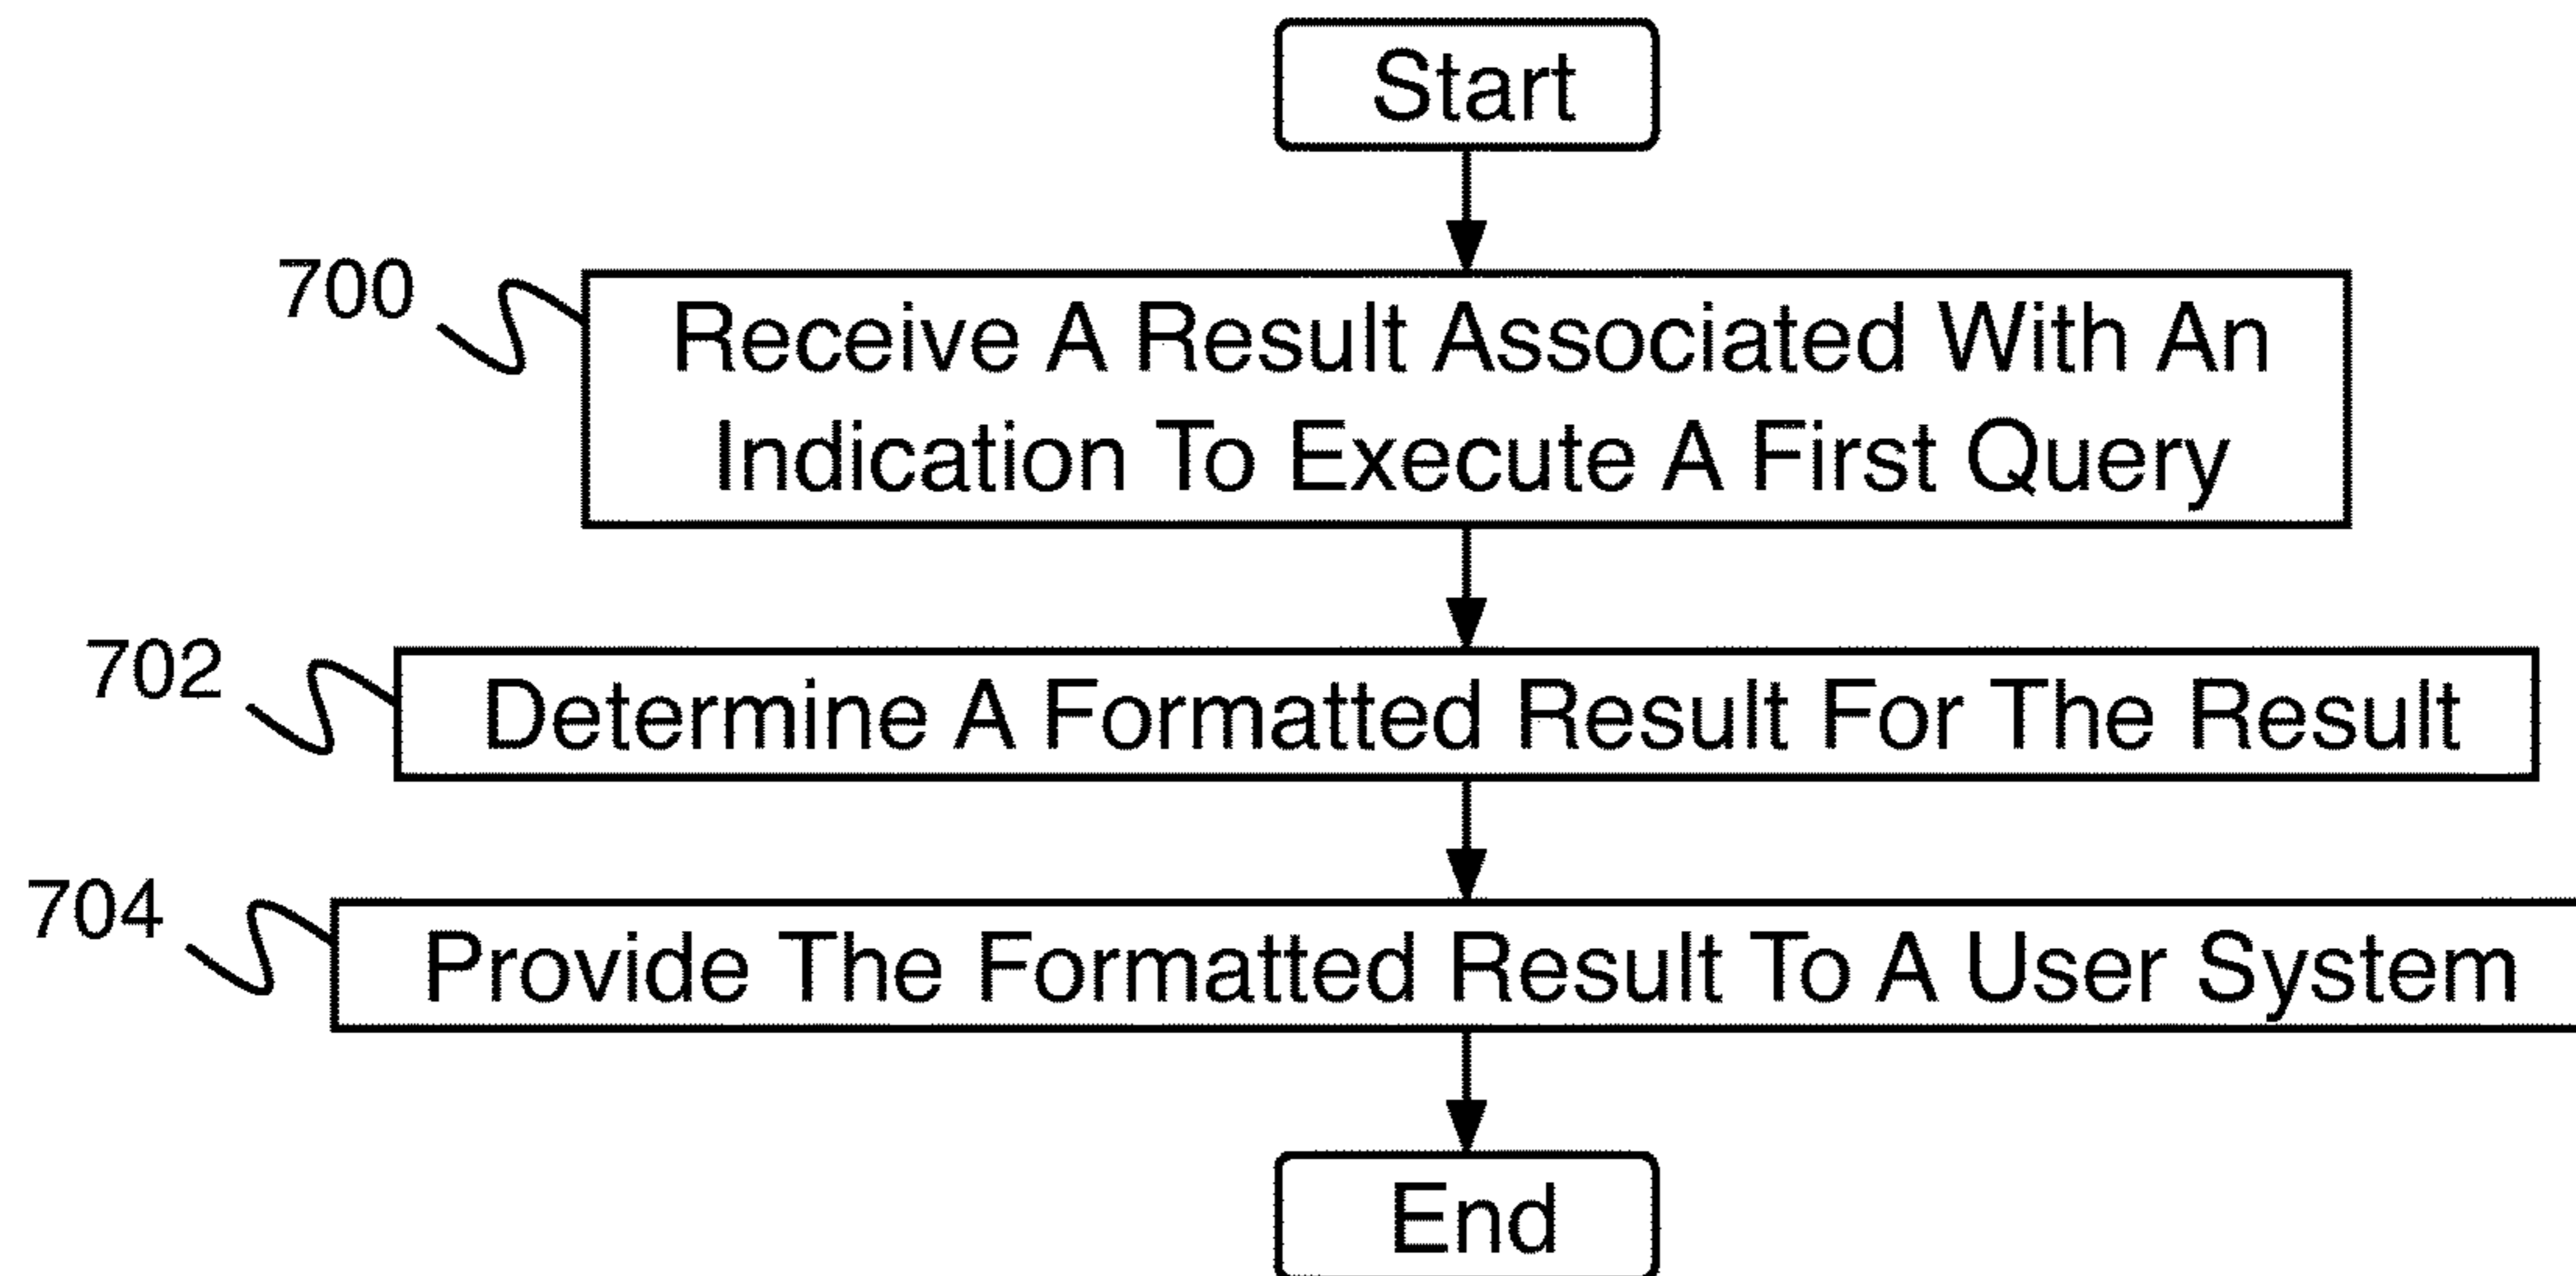 Start
700
Receive A Result Associated With An
Indication To Execute A First Query
702
Determine A Formatted Result For The Result
704
Provide The Formatted Result To A User System
End